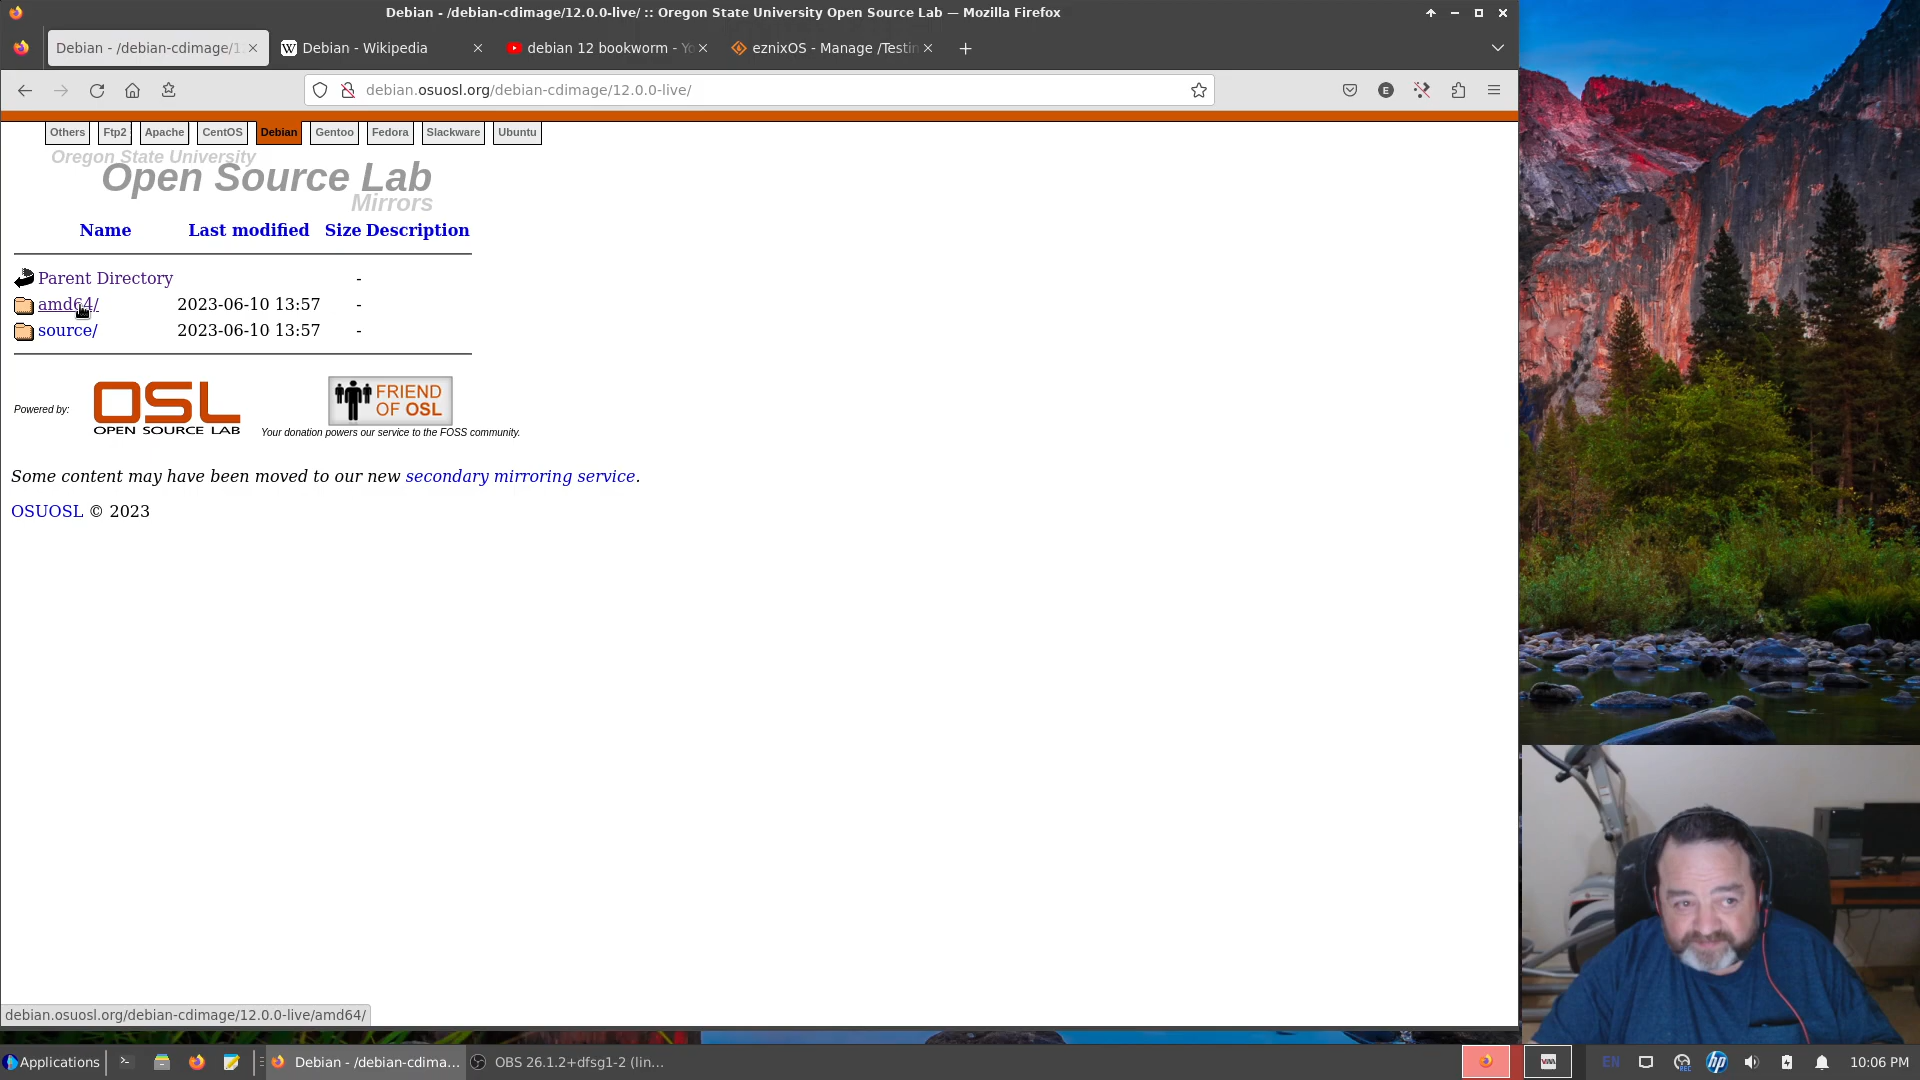 Debian - /debian-cdimage/12.0.0-live/ :: Oregon State University Open Source Lab — Mozilla Firefox
Debian - /debian-cdimage/1
Debian - Wikipedia
debian 12 bookworm - Yo
eznixOS - Manage /Testin
debian.osuosl.org/debian-cdimage/12.0.0-live/
E
Others Ftp2 Apache CentOS Debian Gentoo Fedora Slackware Ubuntu
Oregon State University
Open Source Lab
Mirrors
Name Last modified Size Description
Parent Directory -
amd64/ 2023-06-10 13:57 -
source/ 2023-06-10 13:57 -
Powered by:
OSL
OPEN SOURCE LAB
FRIEND
OF OSL
Your donation powers our service to the FOSS community.
Some content may have been moved to our new secondary mirroring service.
OSUOSL © 2023
debian.osuosl.org/debian-cdimage/12.0.0-live/amd64/
Applications
Debian - /debian-cdima...
OBS 26.1.2+dfsg1-2 (lin...
EN
REC
hp
10:06 PM